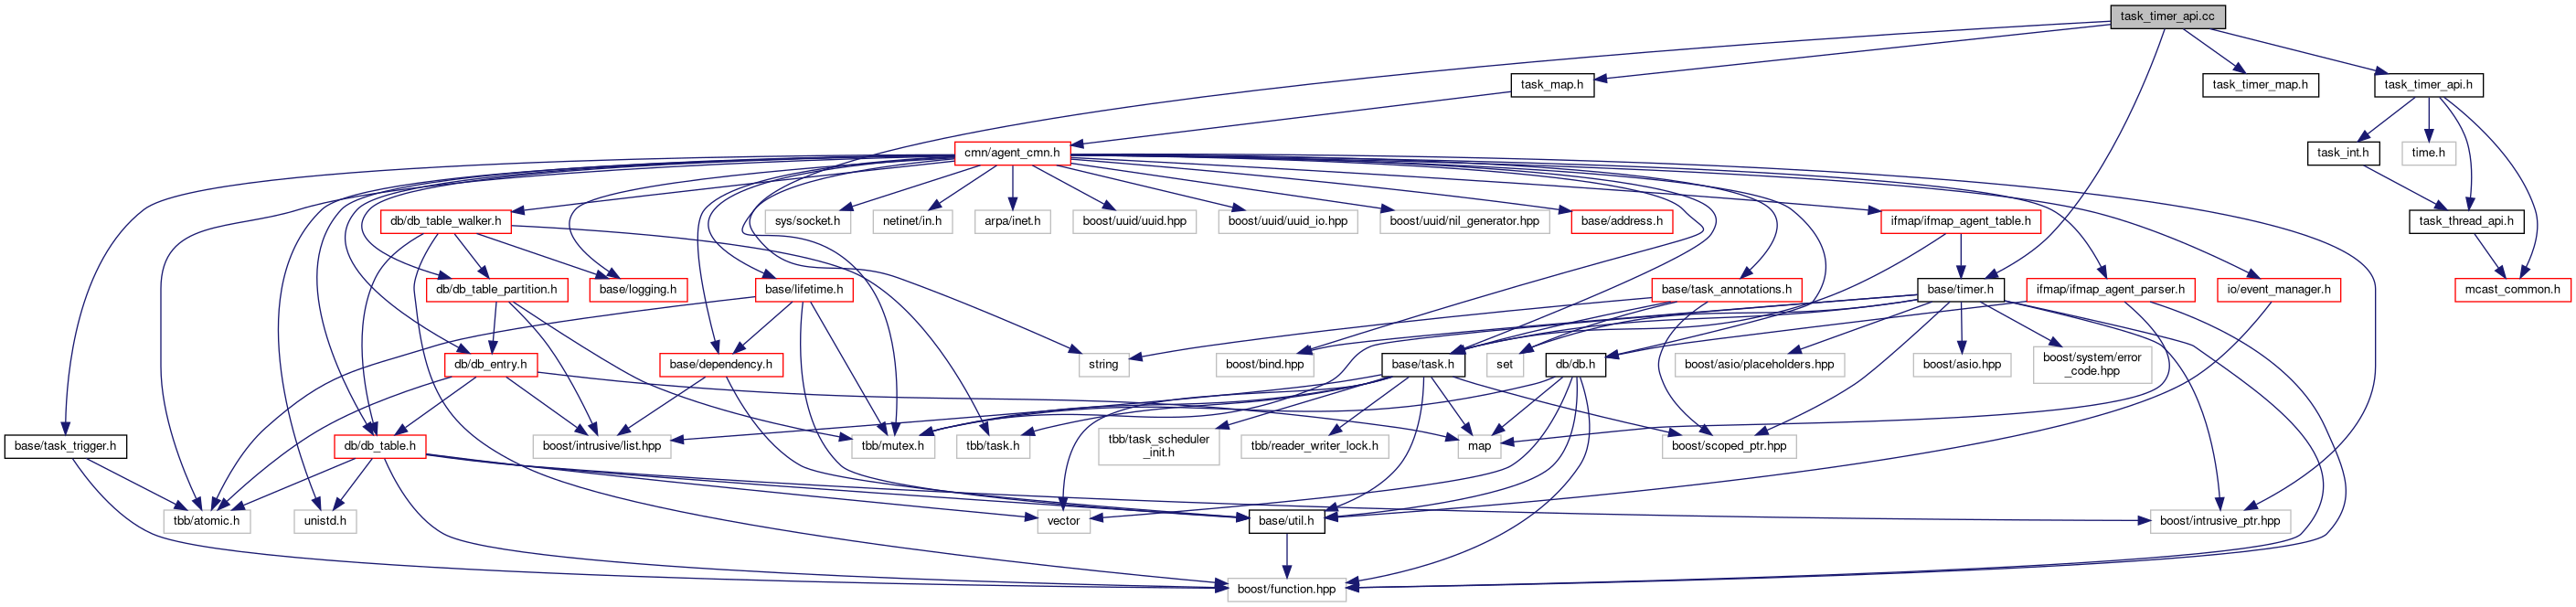 task_timer_api.cc
task_map.h
task_timer_map.h
task_timer_api.h
cmn/agent_cmn.h
task_int.h
time.h
db/db_table_walker.h
sys/socket.h
netinet/in.h
arpa/inet.h
boost/uuid/uuid.hpp
boost/uuid/uuid_io.hpp
boost/uuid/nil_generator.hpp
base/address.h
ifmap/ifmap_agent_table.h
task_thread_api.h
db/db_table_partition.h
base/logging.h
base/lifetime.h
base/task_annotations.h
base/timer.h
ifmap/ifmap_agent_parser.h
io/event_manager.h
mcast_common.h
db/db_entry.h
base/dependency.h
string
boost/bind.hpp
base/task.h
set
db/db.h
boost/asio/placeholders.hpp
boost/asio.hpp
boost/system/error
_code.hpp
base/task_trigger.h
db/db_table.h
boost/intrusive/list.hpp
tbb/mutex.h
tbb/task.h
tbb/task_scheduler
_init.h
tbb/reader_writer_lock.h
map
boost/scoped_ptr.hpp
tbb/atomic.h
unistd.h
vector
base/util.h
boost/intrusive_ptr.hpp
boost/function.hpp